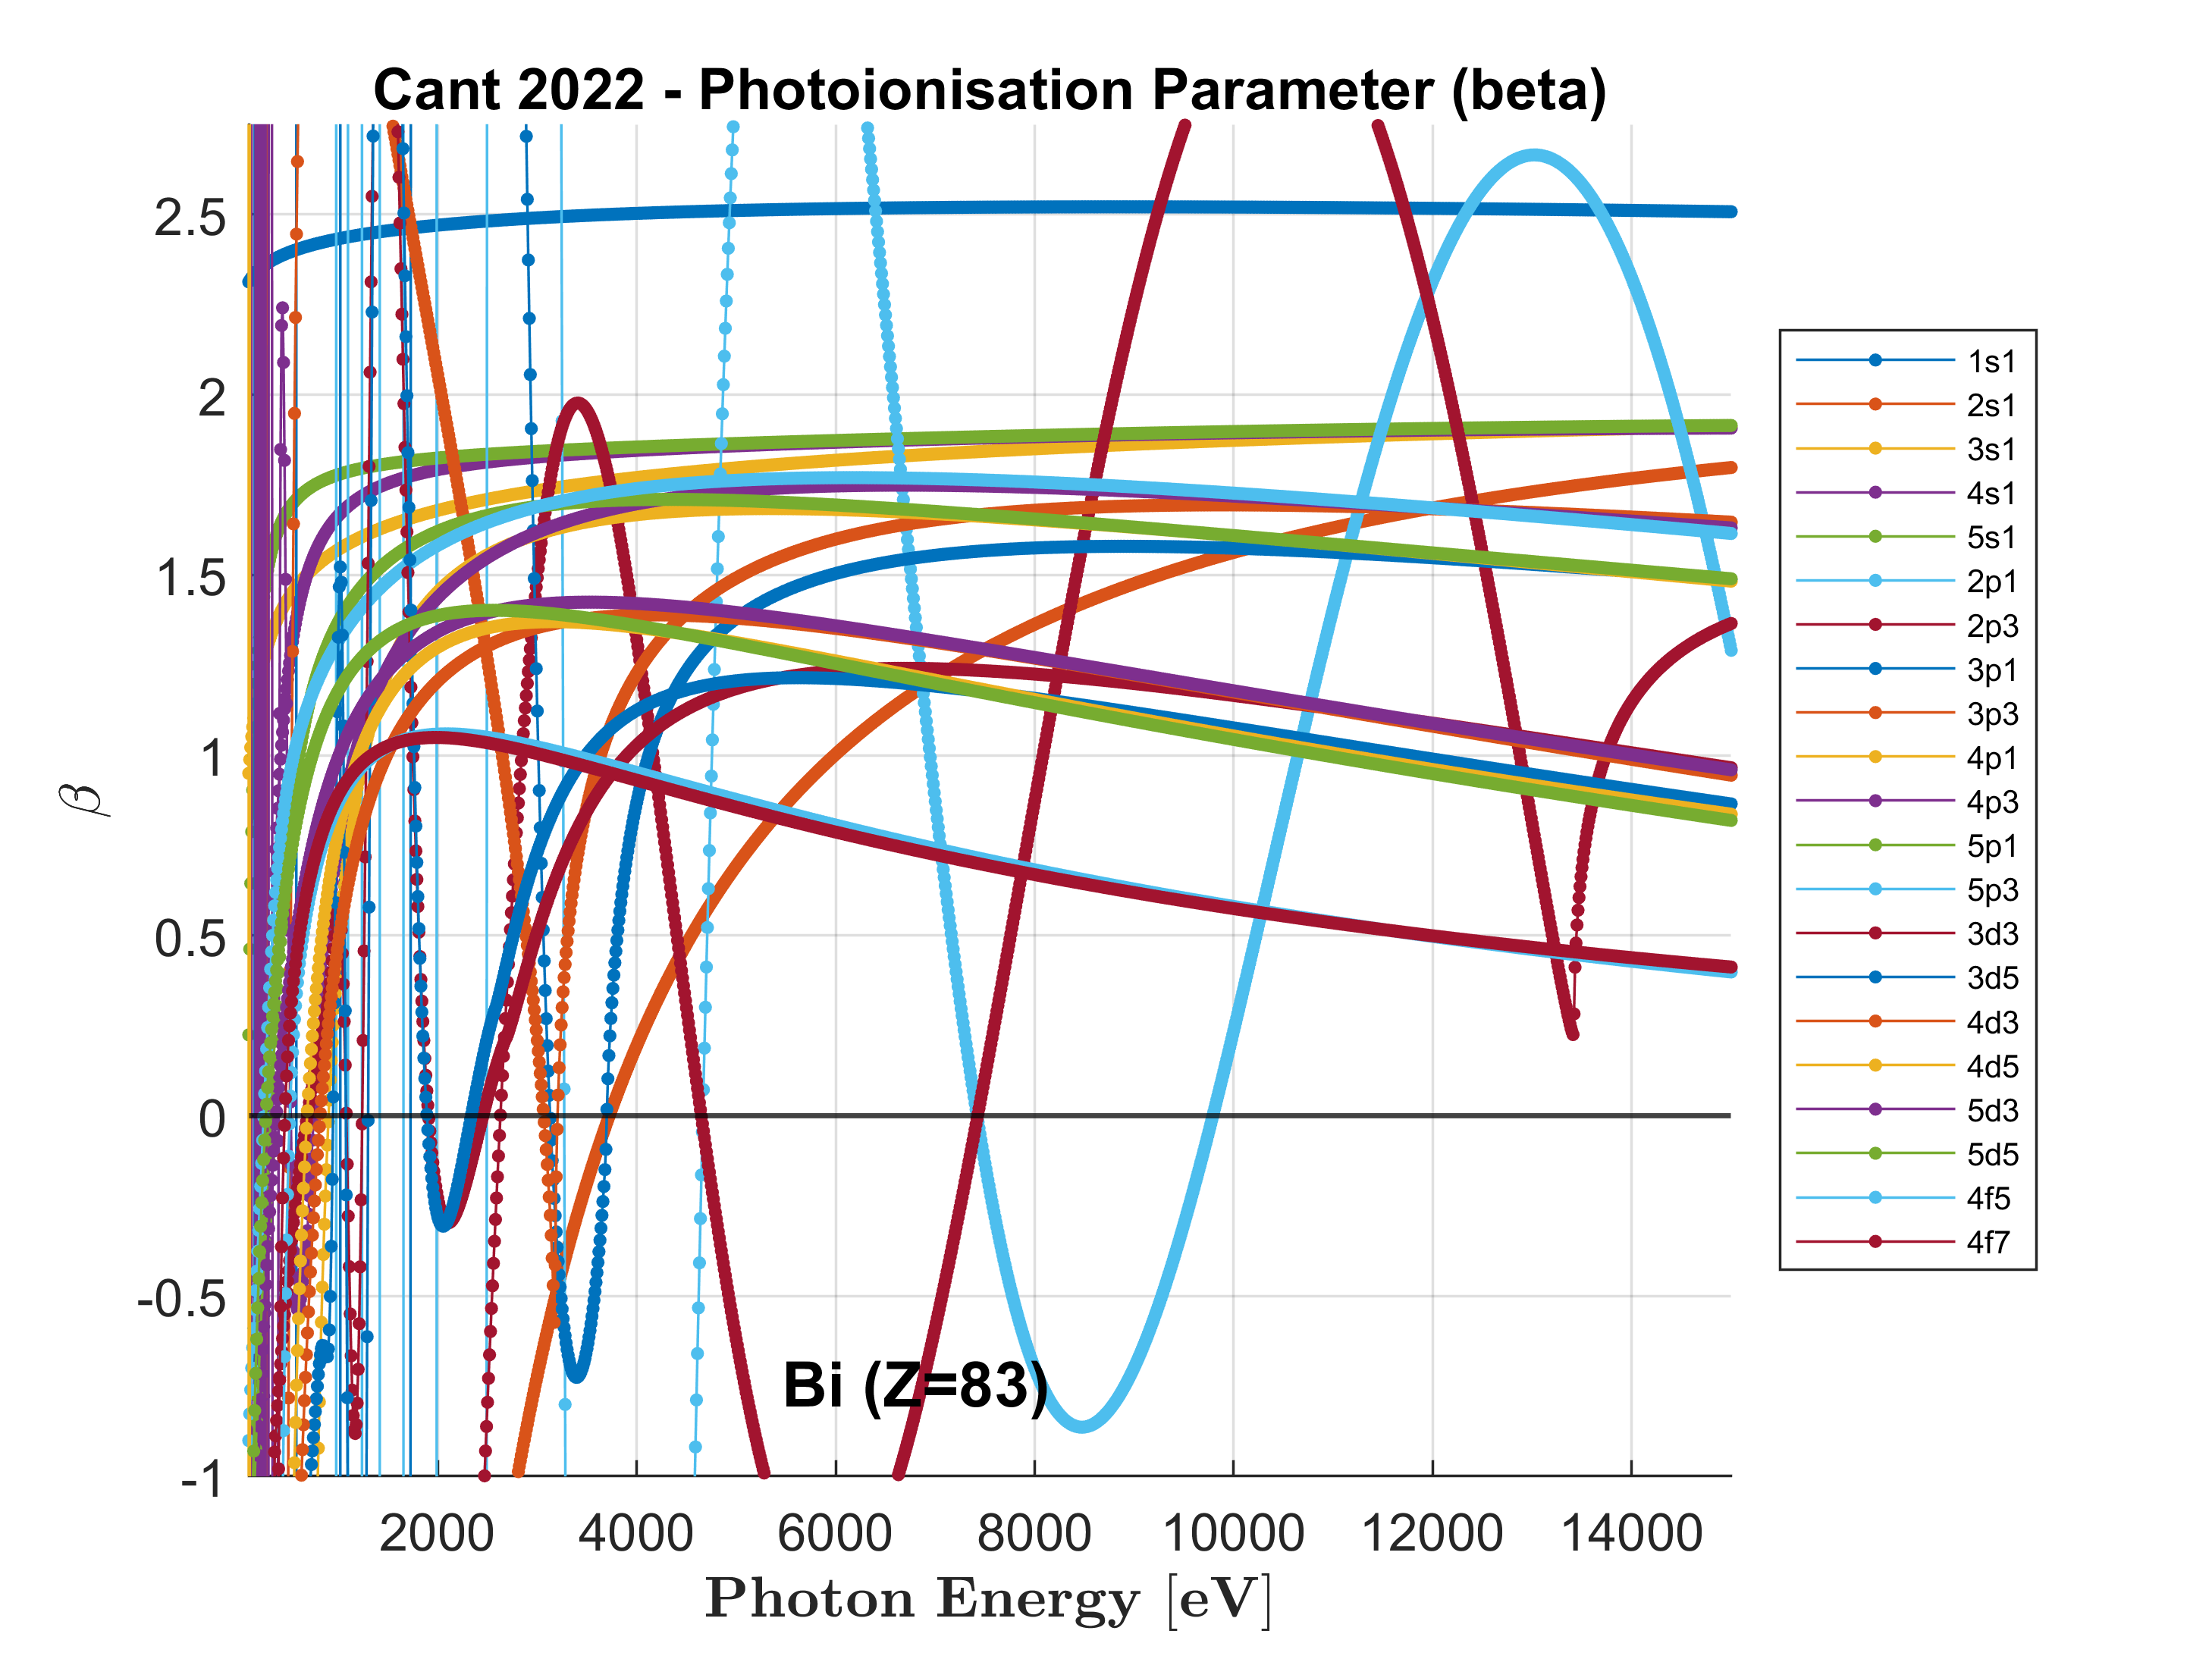 Cant 2022 - Photoionisation Parameter (beta)
2.5
2
1.5
1
0.5
0
-0.5
-1
β
Bi (Z=83)
2000 4000 6000 8000 10000 12000 14000
Photon Energy [eV]
1s1
2s1
3s1
4s1
5s1
2p1
2p3
3p1
3p3
4p1
4p3
5p1
5p3
3d3
3d5
4d3
4d5
5d3
5d5
4f5
4f7